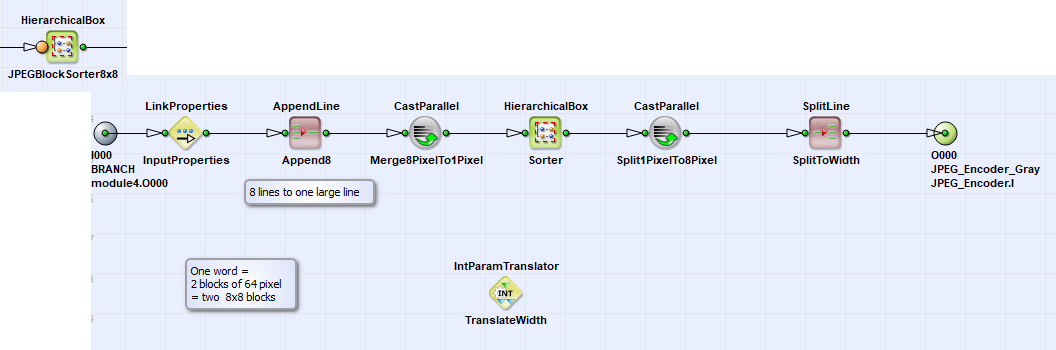 HierarchicalBox
JPEGBlockSorter8x8
LinkProperties
AppendLine
CastParallel
HierarchicalBox
CastParallel
SplitLine
I000
BRANCH
module4.O000
InputProperties
Append8
Merge8PixelTo1Pixel
Sorter
Split1PixelTo8Pixel
SplitToWidth
O000
JPEG_Encoder_Gray
JPEG_Encoder.I
8 lines to one large line
One word =
2 blocks of 64 pixel
= two 8x8 blocks
IntParamTranslator
INT
TranslateWidth